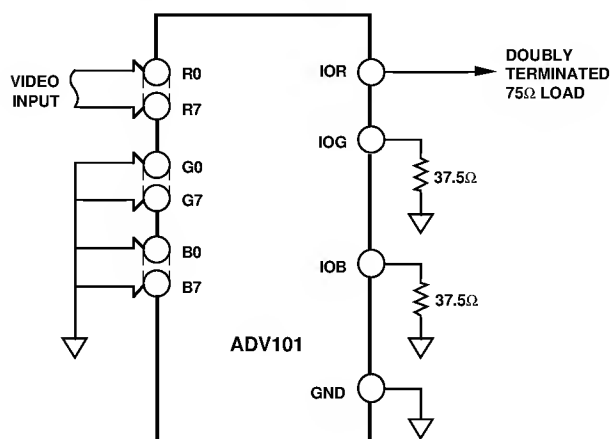 VIDEO
INPUT
R0
R7
G0
G7
B0
B7
IOR
DOUBLY
TERMINATED
75Ω LOAD
IOG
37.5Ω
IOB
37.5Ω
ADV101
GND